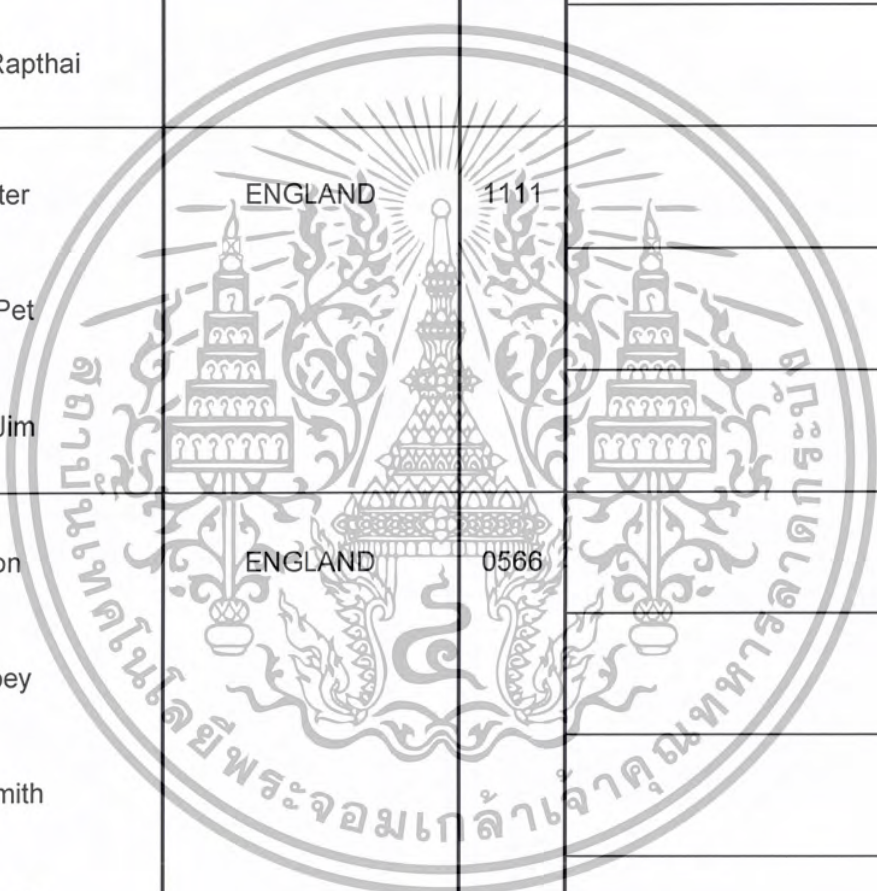 Rapthai
ter ENGLAND 1111
Pet
Jim
on ENGLAND 0566
pey
mith
สถาบันเทคโนโลยีพระจอมเกล้าเจ้าคุณทหารลาดกระบัง
๔